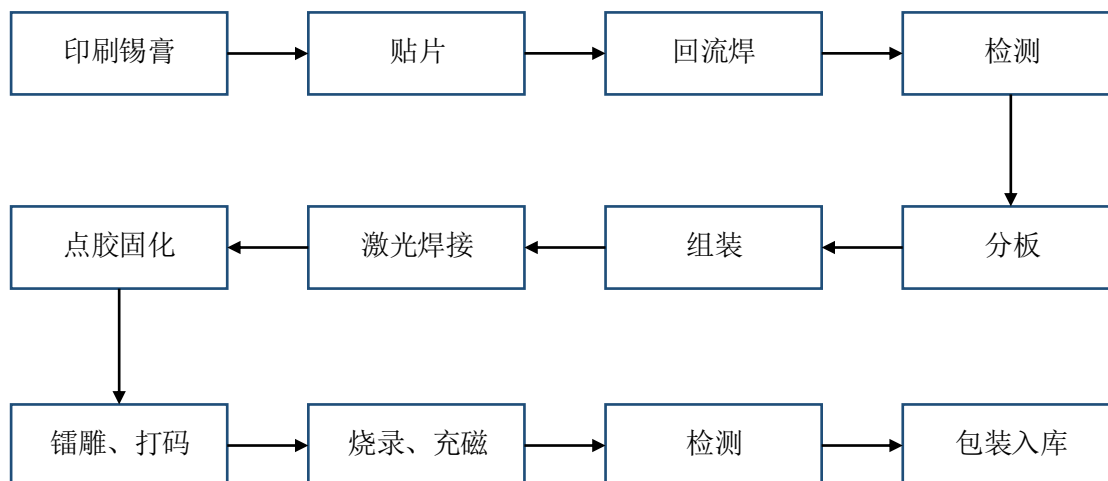 印刷锡膏
贴片
回流焊
检测
分板
组装
激光焊接
点胶固化
镭雕、打码
烧录、充磁
检测
包装入库